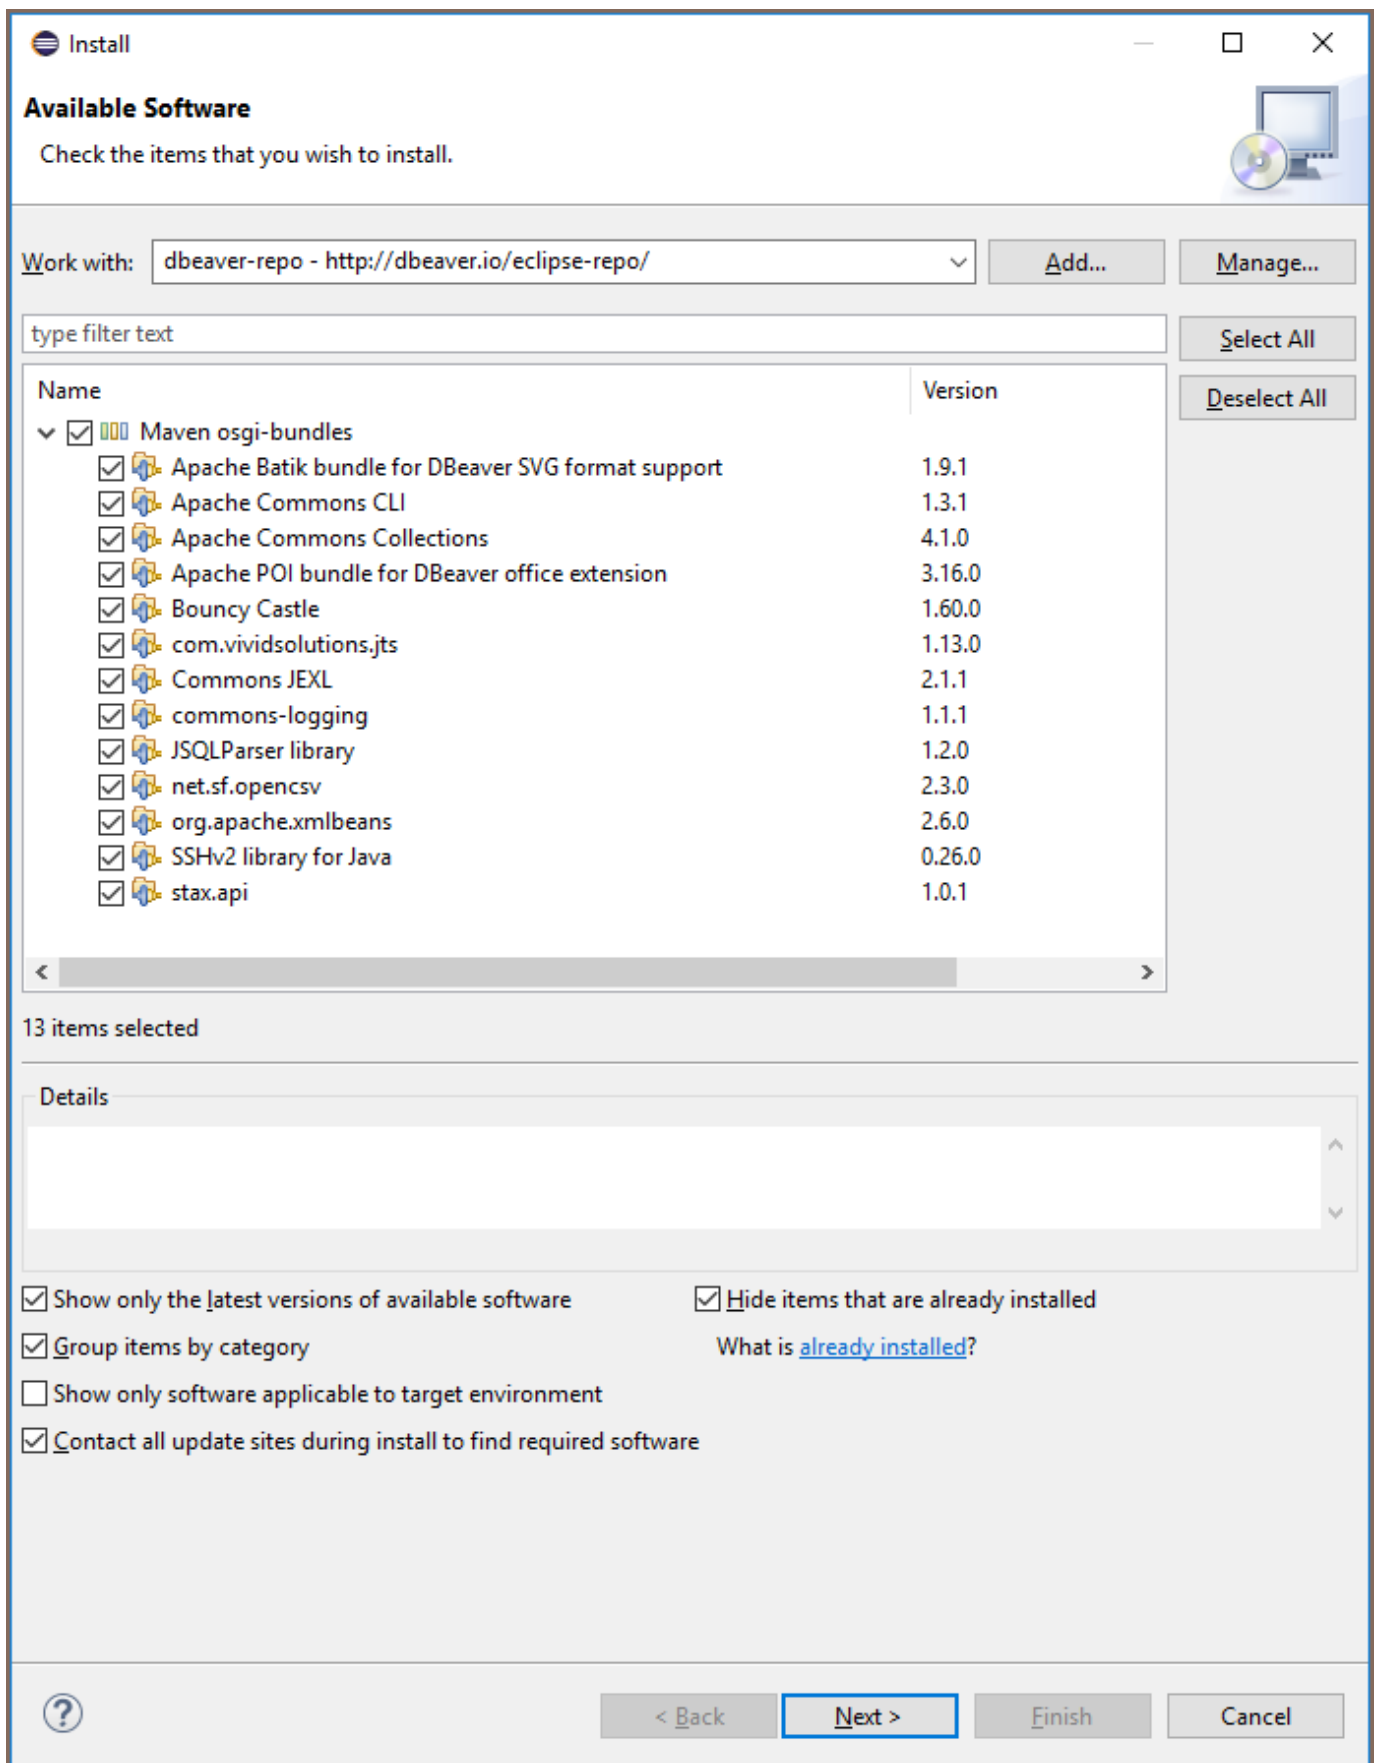 Install
Available Software
Check the items that you wish to install.
Work with: dbeaver-repo - http://dbeaver.io/eclipse-repo/ Add... Manage...
type filter text Select All
Name Version Deselect All
Maven osgi-bundles
Apache Batik bundle for DBeaver SVG format support 1.9.1
Apache Commons CLI 1.3.1
Apache Commons Collections 4.1.0
Apache POI bundle for DBeaver office extension 3.16.0
Bouncy Castle 1.60.0
com.vividsolutions.jts 1.13.0
Commons JEXL 2.1.1
commons-logging 1.1.1
JSQLParser library 1.2.0
net.sf.opencsv 2.3.0
org.apache.xmlbeans 2.6.0
SSHv2 library for Java 0.26.0
stax.api 1.0.1
13 items selected
Details
Show only the latest versions of available software Hide items that are already installed
Group items by category What is already installed?
Show only software applicable to target environment
Contact all update sites during install to find required software
? < Back Next > Finish Cancel